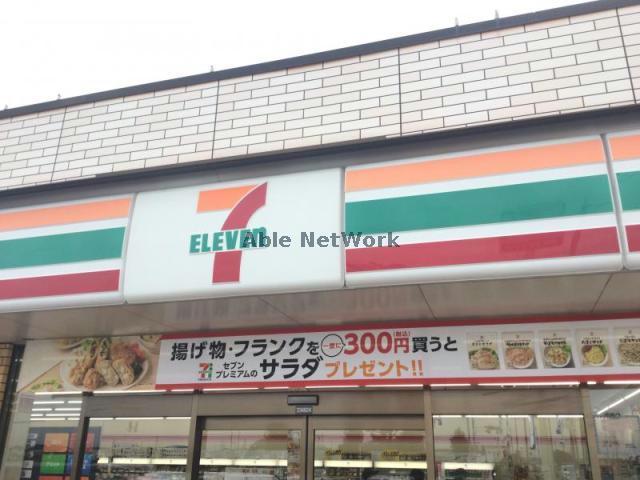 7
ELEVEn
Able NetWork
揚げ物・フランクを一度に300円(税込)買うと
セブン
プレミアムの
サラダプレゼント!!